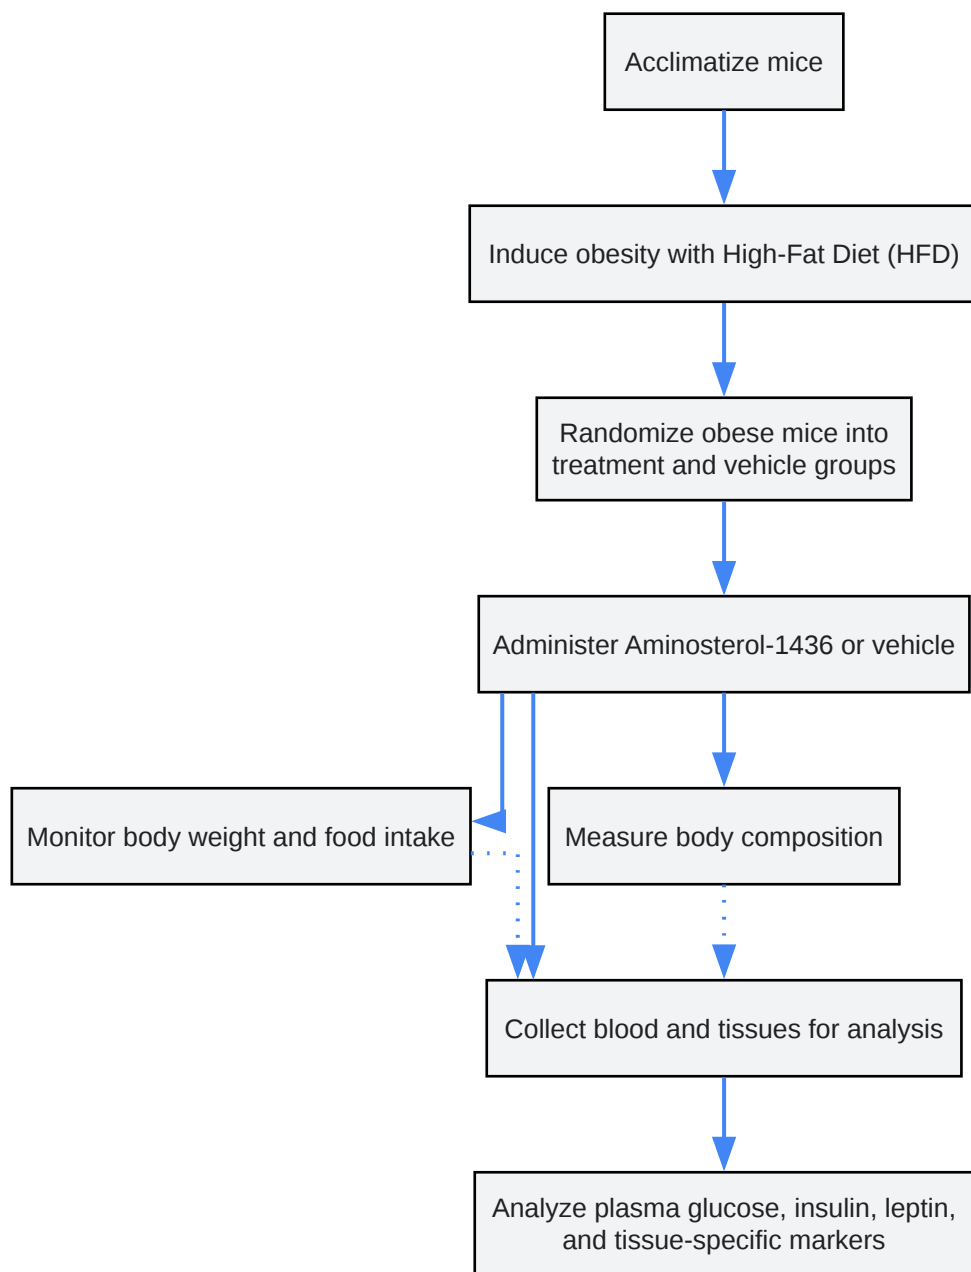 Acclimatize mice
Induce obesity with High-Fat Diet (HFD)
Randomize obese mice into
treatment and vehicle groups
Administer Aminosterol-1436 or vehicle
Monitor body weight and food intake
Measure body composition
Collect blood and tissues for analysis
Analyze plasma glucose, insulin, leptin,
and tissue-specific markers